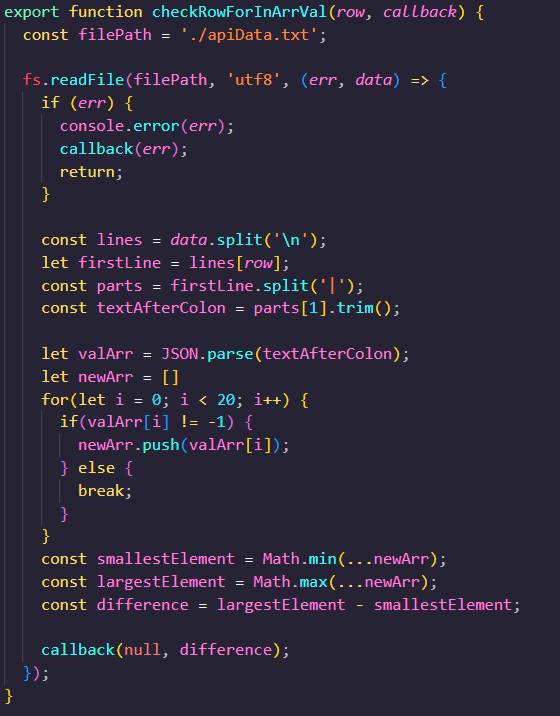 export function checkRowForInArrVal(row, callback) {
  const filePath = './apiData.txt';

  fs.readFile(filePath, 'utf8', (err, data) => {
    if (err) {
      console.error(err);
      callback(err);
      return;
    }

    const lines = data.split('\n');
    let firstLine = lines[row];
    const parts = firstLine.split('|');
    const textAfterColon = parts[1].trim();

    let valArr = JSON.parse(textAfterColon);
    let newArr = []
    for(let i = 0; i < 20; i++) {
      if(valArr[i] != -1) {
        newArr.push(valArr[i]);
      } else {
        break;
      }
    }
    const smallestElement = Math.min(...newArr);
    const largestElement = Math.max(...newArr);
    const difference = largestElement - smallestElement;

    callback(null, difference);
  });
}